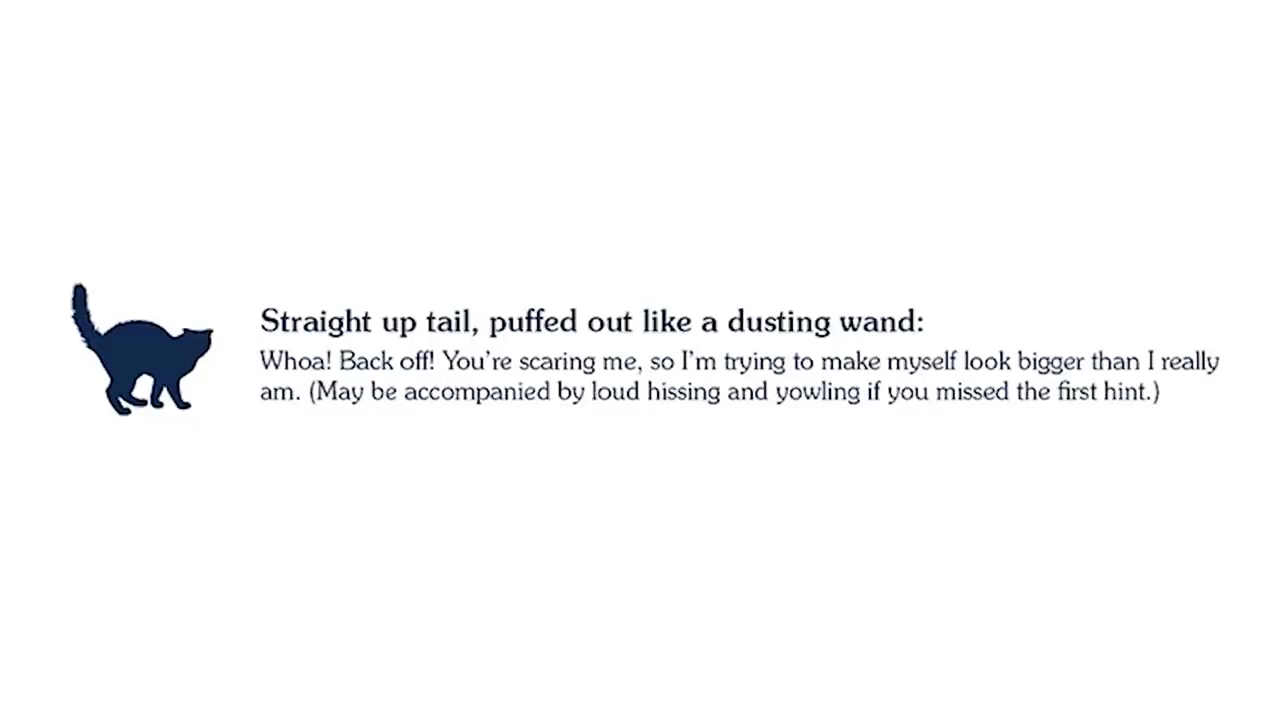 Straight up tail, puffed out like a dusting wand:
Whoa! Back off! You’re scaring me, so I’m trying to make myself look bigger than I really
am. (May be accompanied by loud hissing and yowling if you missed the first hint.)